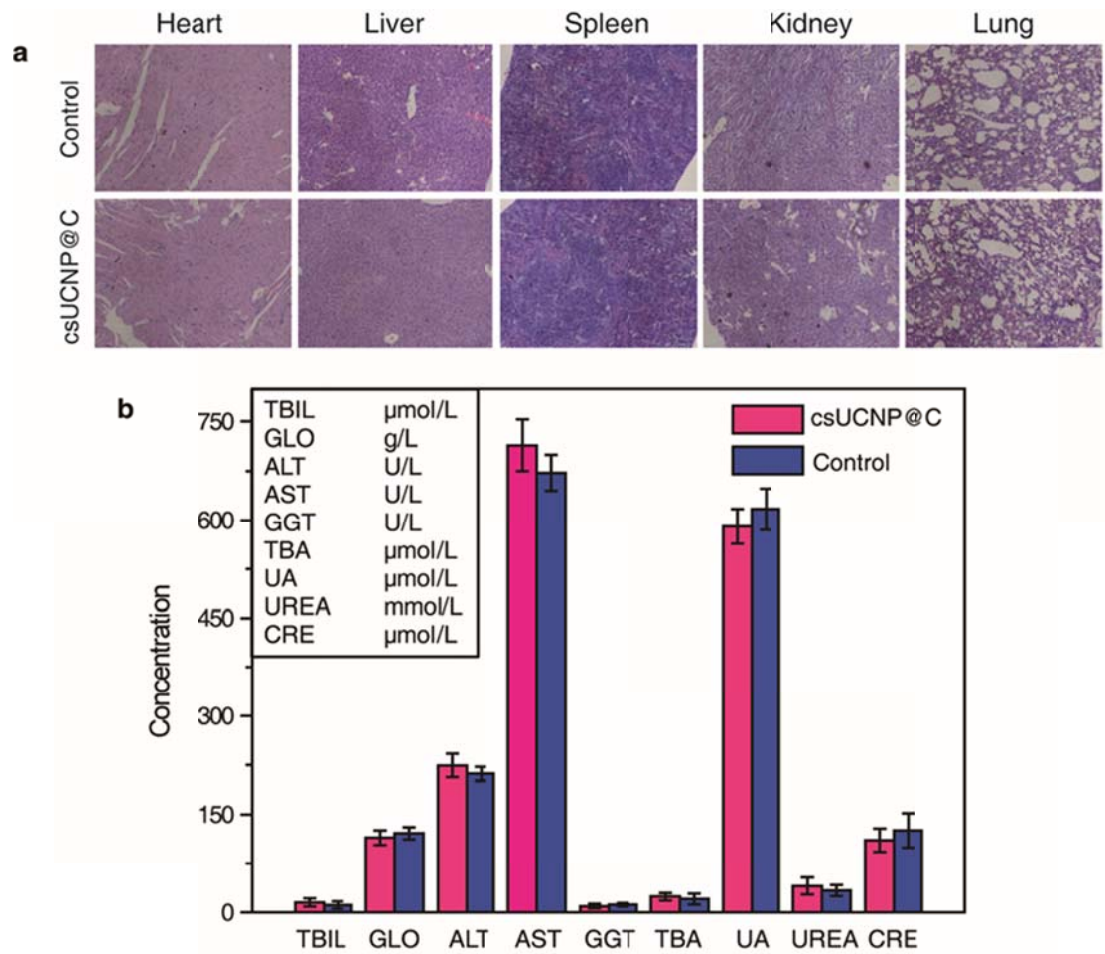 Heart Liver Spleen Kidney Lung
a
Control
csUCNP@C
b
TBIL µmol/L
GLO g/L
ALT U/L
AST U/L
GGT U/L
TBA µmol/L
UA µmol/L
UREA mmol/L
CRE µmol/L
csUCNP@C
Control
Concentration
750
600
450
300
150
0
TBIL GLO ALT AST GGT TBA UA UREA CRE